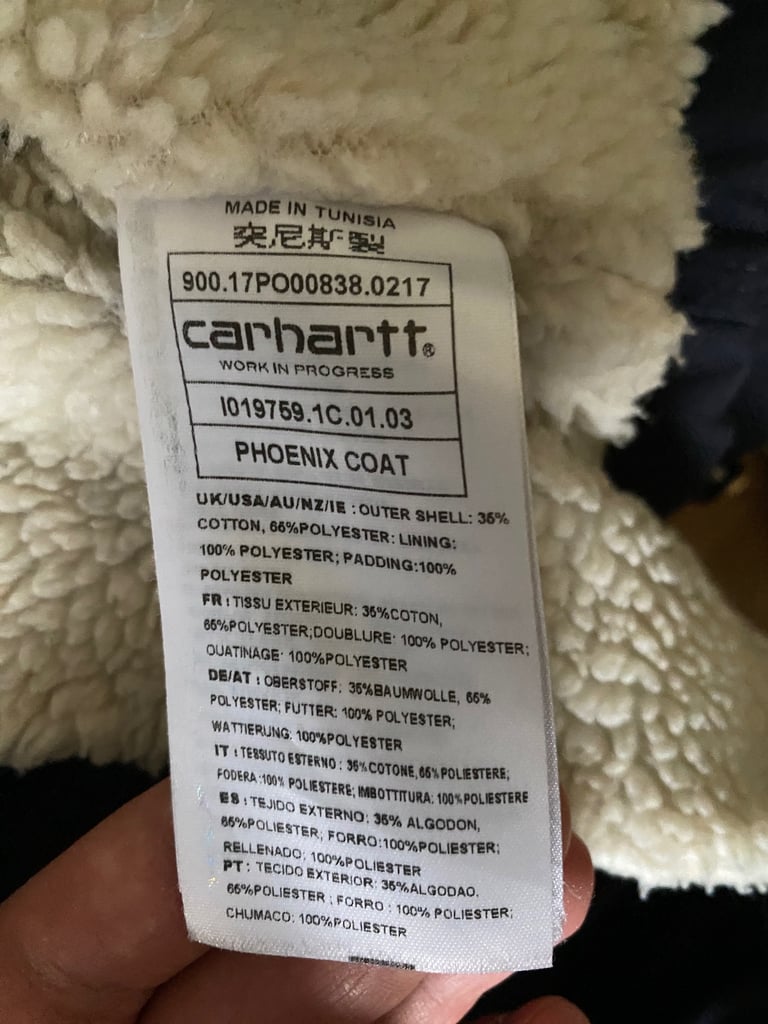 MADE IN TUNISIA
突尼斯製
900.17PO00838.0217
carhartt®
WORK IN PROGRESS
I019759.1C.01.03
PHOENIX COAT
UK/USA/AU/NZ/IE : OUTER SHELL: 35%
COTTON, 65%POLYESTER: LINING:
100% POLYESTER; PADDING:100%
POLYESTER
FR : TISSU EXTERIEUR: 35%COTON,
65%POLYESTER;DOUBLURE: 100% POLYESTER;
OUATINAGE: 100%POLYESTER
DE/AT : OBERSTOFF: 35%BAUMWOLLE, 65%
POLYESTER; FUTTER: 100% POLYESTER;
WATTIERUNG: 100%POLYESTER
IT : TESSUTO ESTERNO : 35%COTONE,65%POLIESTERE;
FODERA :100% POLIESTERE; IMBOTTITURA: 100%POLIESTERE
ES : TEJIDO EXTERNO: 35% ALGODON,
65%POLIESTER; FORRO:100%POLIESTER;
RELLENADO: 100%POLIESTER
PT : TECIDO EXTERIOR: 35%ALGODAO.
65%POLIESTER ; FORRO : 100% POLIESTER;
CHUMACO: 100%POLIESTER